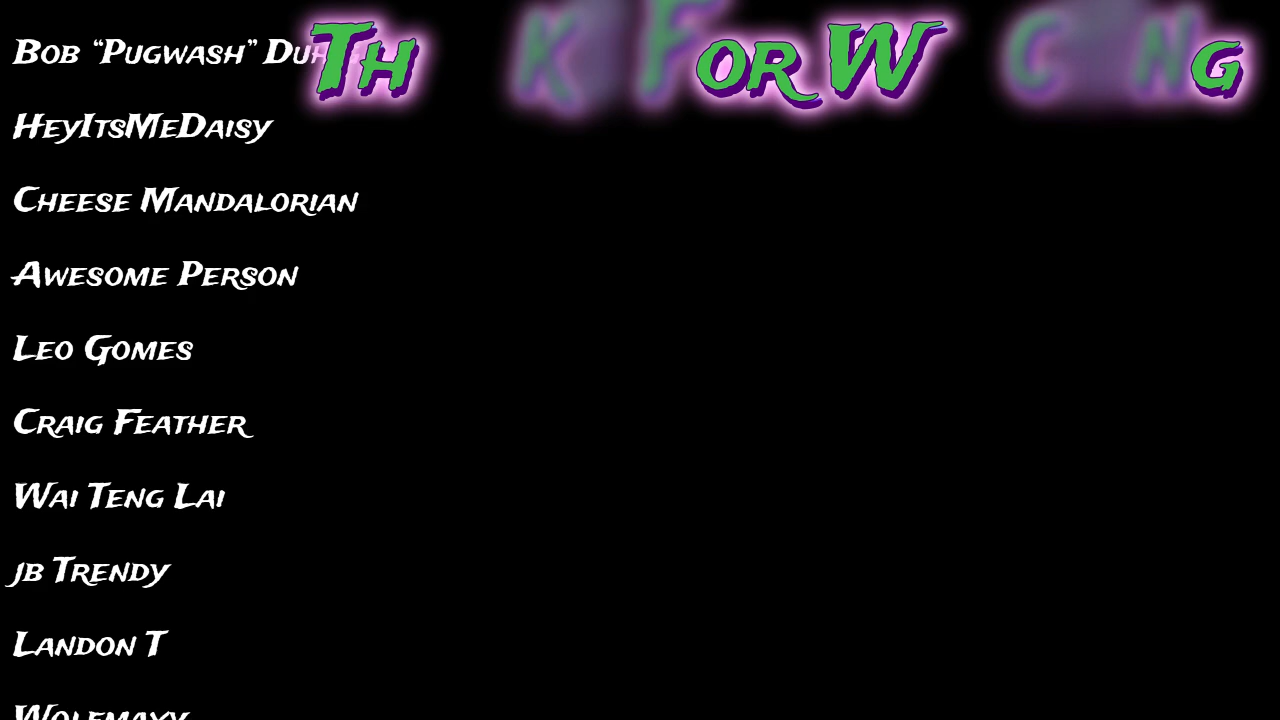 Bob “Pugwash”
Th K For W C Ng
HeyItsMeDaisy
Cheese Mandalorian
Awesome Person
Leo Gomes
Craig Feather
Wai Teng Lai
jb Trendy
Landon T